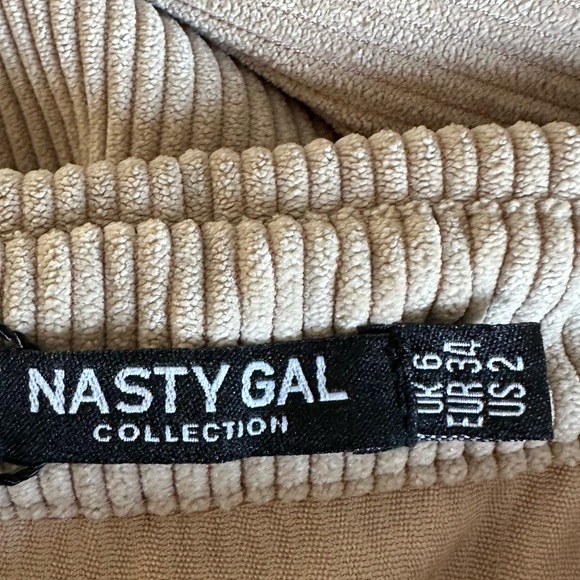 NASTY GAL
COLLECTION
UK 6
EUR 34
US 2